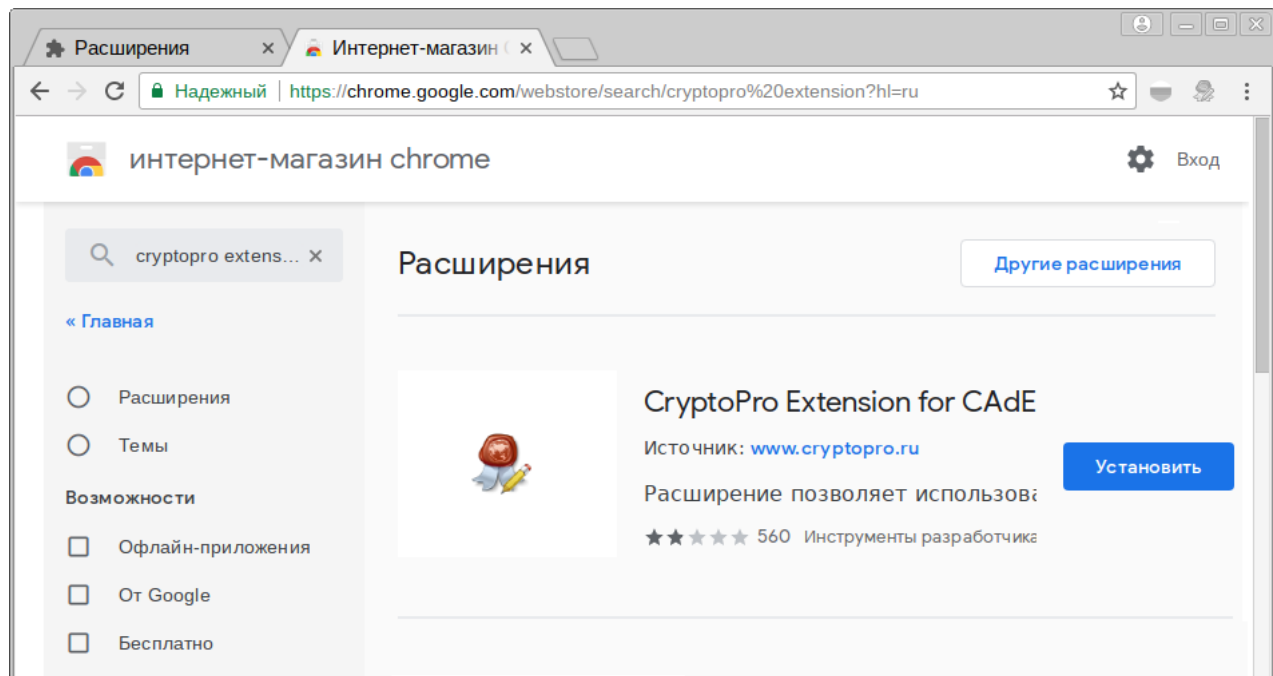 Расширения
Интернет-магазин
Надежный
https://chrome.google.com/webstore/search/cryptopro%20extension?hl=ru
интернет-магазин chrome
Вход
cryptopro extens...
Расширения
Другие расширения
« Главная
Расширения
Темы
Возможности
Офлайн-приложения
От Google
Бесплатно
CryptoPro Extension for CAdE
Источник: www.cryptopro.ru
Установить
Расширение позволяет использова
560 Инструменты разработчика